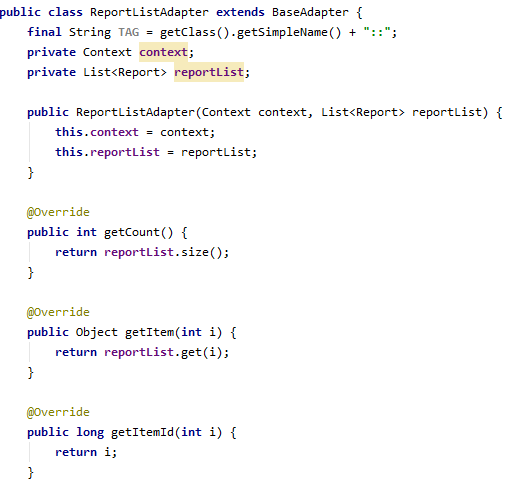 public class ReportListAdapter extends BaseAdapter {
    final String TAG = getClass().getSimpleName() + "::";
    private Context context;
    private List<Report> reportList;

    public ReportListAdapter(Context context, List<Report> reportList) {
        this.context = context;
        this.reportList = reportList;
    }

    @Override
    public int getCount() {
        return reportList.size();
    }

    @Override
    public Object getItem(int i) {
        return reportList.get(i);
    }

    @Override
    public long getItemId(int i) {
        return i;
    }